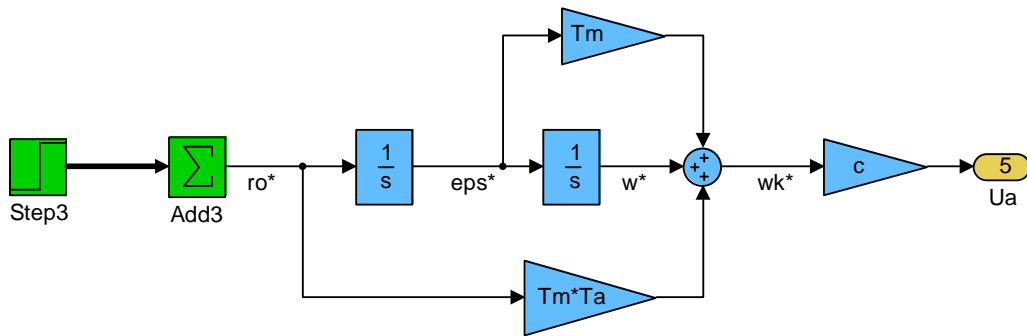 Tm
1
s
1
s
+
+
+
c
5
Step3
Add3
ro*
eps*
w*
wk*
Ua
Tm*Ta